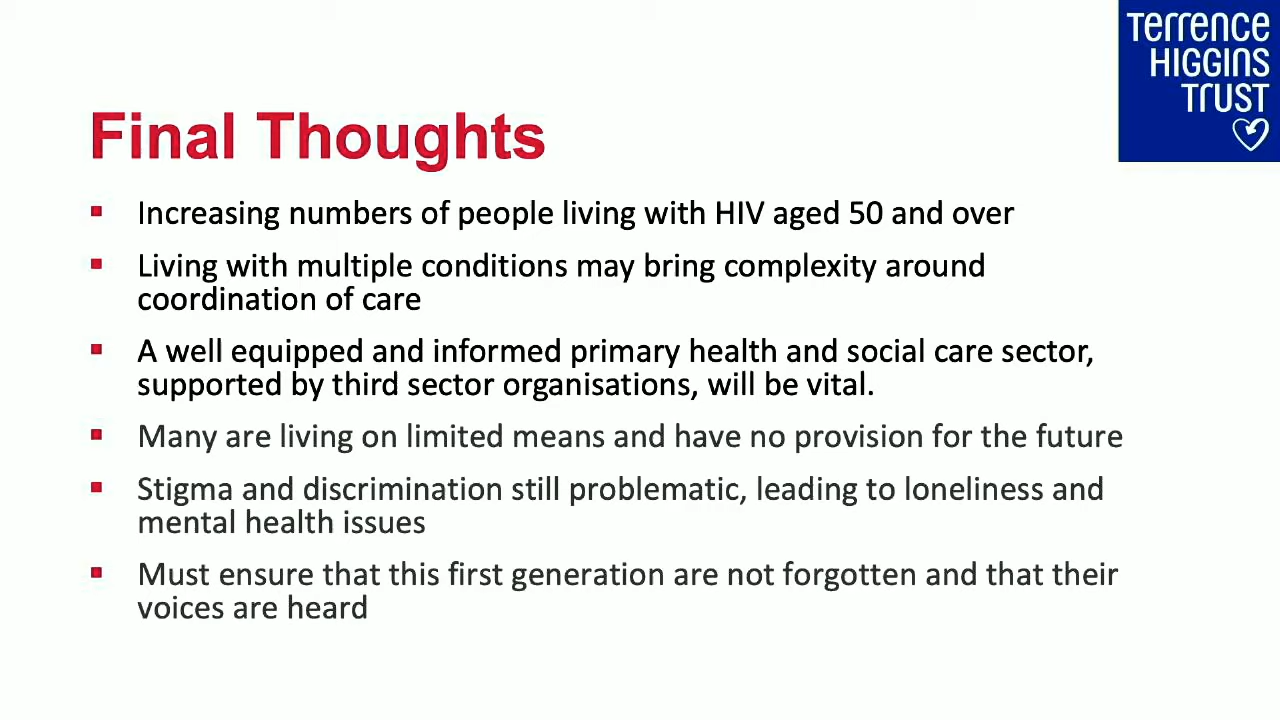 Terrence
HIGGINS
TRUST
Final Thoughts
▪ Increasing numbers of people living with HIV aged 50 and over
▪ Living with multiple conditions may bring complexity around
coordination of care
▪ A well equipped and informed primary health and social care sector,
supported by third sector organisations, will be vital.
▪ Many are living on limited means and have no provision for the future
▪ Stigma and discrimination still problematic, leading to loneliness and
mental health issues
▪ Must ensure that this first generation are not forgotten and that their
voices are heard